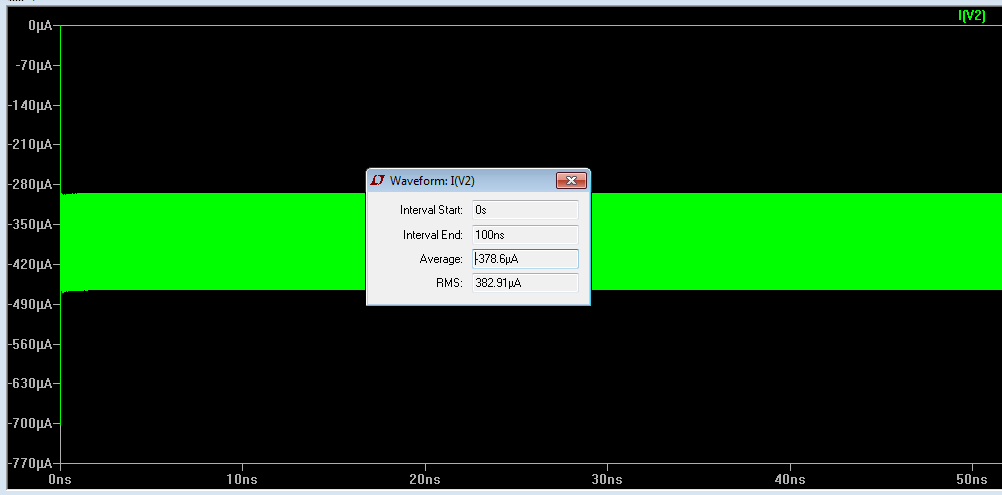 I(V2)
0µA
-70µA
-140µA
-210µA
-280µA
-350µA
-420µA
-490µA
-560µA
-630µA
-700µA
-770µA
Waveform: I(V2)
Interval Start: 0s
Interval End: 100ns
Average: -378.6µA
RMS: 382.91µA
0ns 10ns 20ns 30ns 40ns 50ns